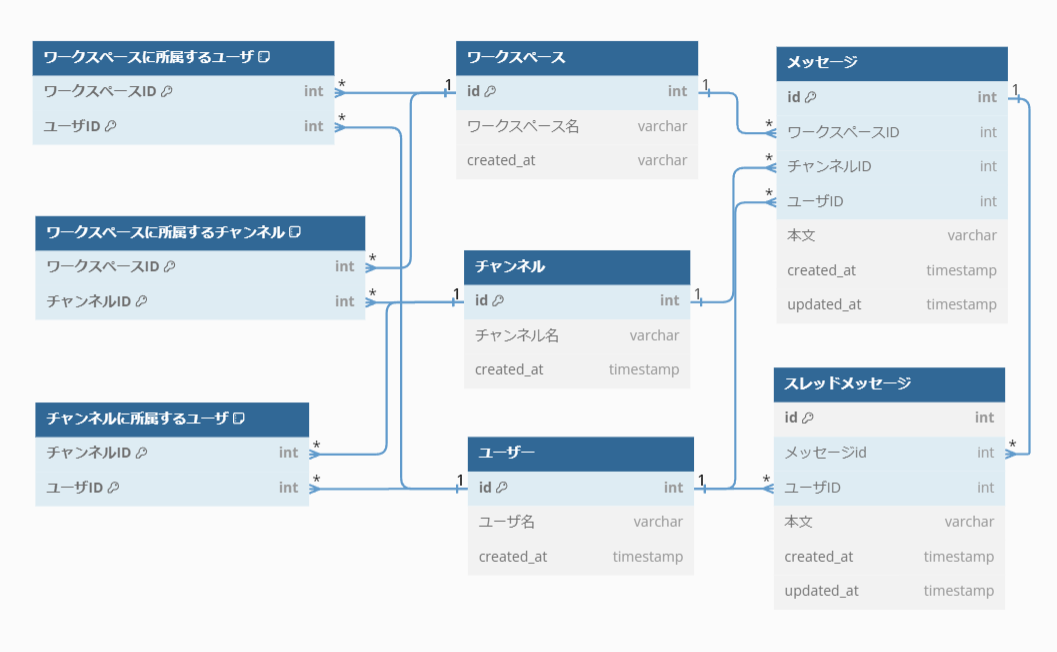 ワークスペースに所属するユーザ
ワークスペースID int *
ユーザID int *
ワークスペースに所属するチャンネル
ワークスペースID int *
チャンネルID int *
チャンネルに所属するユーザ
チャンネルID int *
ユーザID int *
ワークスペース
1 id int 1
ワークスペース名 varchar
created_at varchar
チャンネル
1 id int 1
チャンネル名 varchar
created_at timestamp
ユーザー
1 id int 1
ユーザ名 varchar
created_at timestamp
メッセージ
id int 1
* ワークスペースID int
* チャンネルID int
* ユーザID int
本文 varchar
created_at timestamp
updated_at timestamp
スレッドメッセージ
id int
メッセージid int *
* ユーザID int
本文 varchar
created_at timestamp
updated_at timestamp